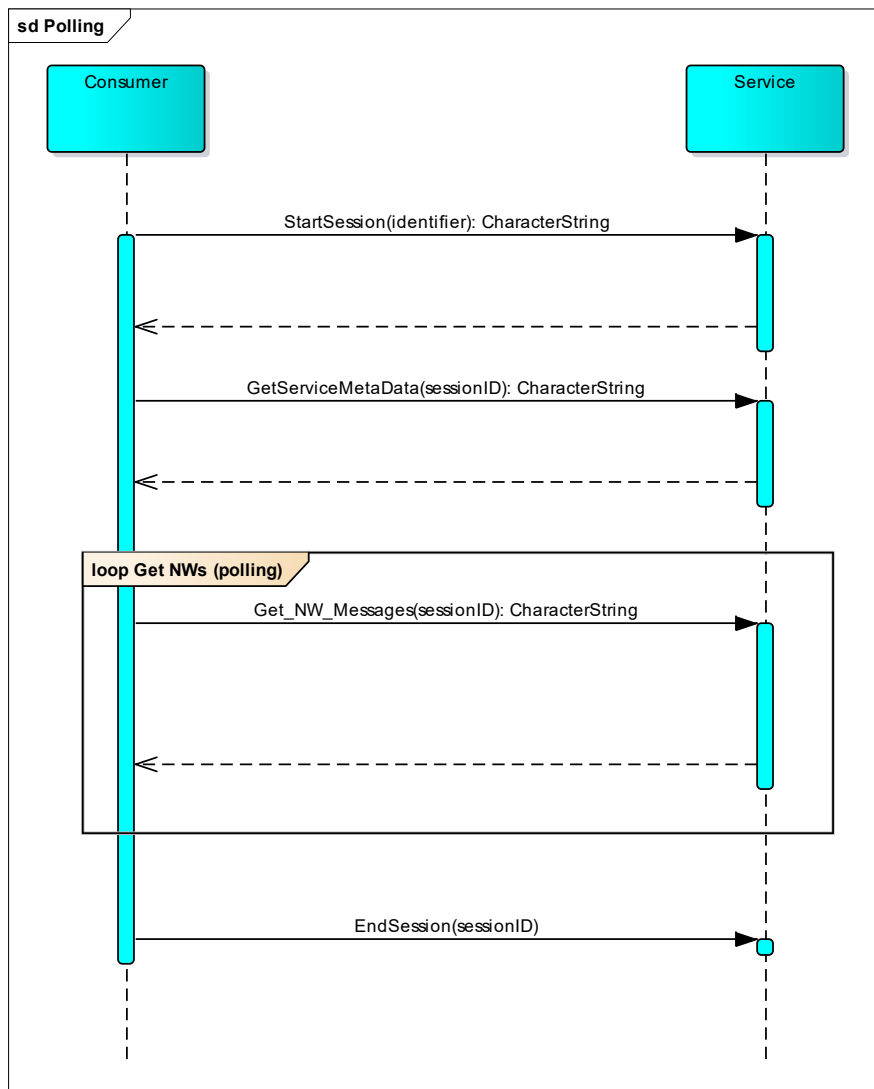 sd Polling
Consumer
Service
StartSession(identifier): CharacterString
GetServiceMetaData(sessionID): CharacterString
loop Get NWs (polling)
Get_NW_Messages(sessionID): CharacterString
EndSession(sessionID)